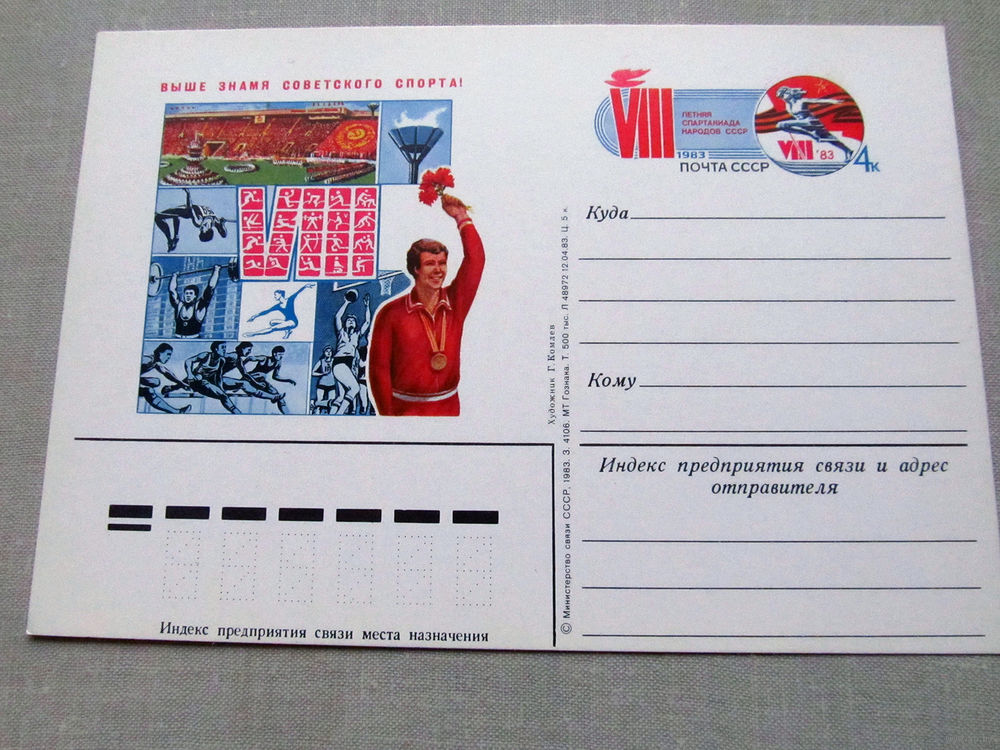 ВЫШЕ ЗНАМЯ СОВЕТСКОГО СПОРТА!
VIII
VIII
ЛЕТНЯЯ
СПАРТАКИАДА
НАРОДОВ СССР
1983
ПОЧТА СССР
VIII '83
4к
Куда
Кому
Индекс предприятия связи и адрес
отправителя
Художник Г. Комлев
© Министерство связи СССР, 1983. З. 4106. МТ Гознака. Т. 500 тыс. Л 48972 12.04.83. Ц. 5 к.
Индекс предприятия связи места назначения